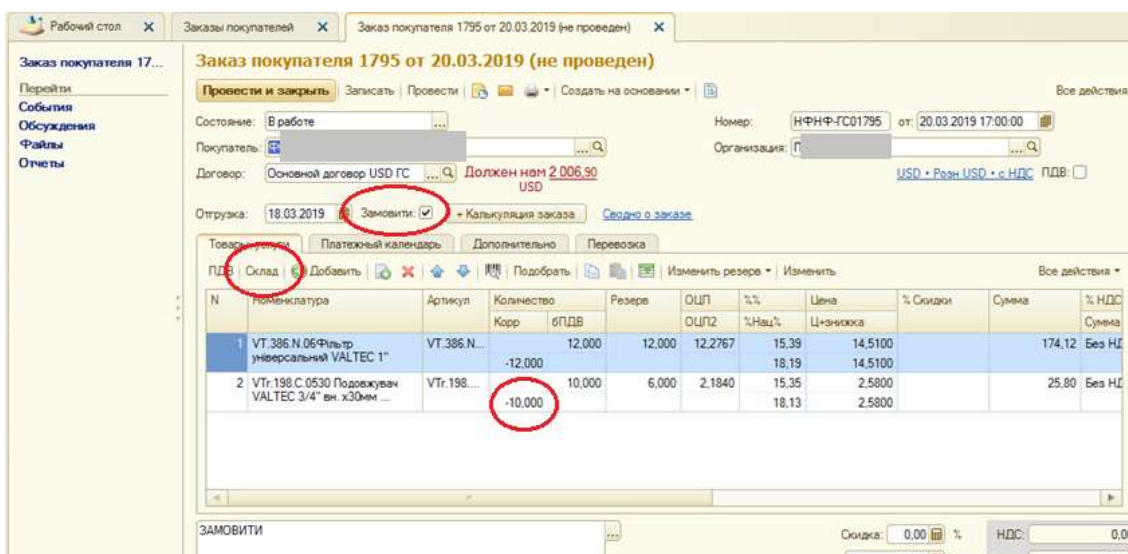 Рабочий стол Заказы покупателей Заказ покупателя 1795 от 20.03.2019 (не проведен)
Заказ покупателя 17...
Перейти
События
Обсуждения
Файлы
Отчеты
Заказ покупателя 1795 от 20.03.2019 (не проведен)
Провести и закрыть Записать Провести Создать на основании Все действия
Состояние: В работе ... Номер: НФНФ-ГС01795 от: 20.03.2019 17:00:00
Покупатель: ... Организация: ...
Договор: Основной договор USD ГС ... Должен нам 2 006,90 USD • Розн USD • с НДС ПДВ:
USD
Отгрузка: 18.03.2019 Замовити: + Калькуляция заказа Сводно о заказе
Товары, услуги Платежный календарь Дополнительно Перевозка
ПДВ Склад Добавить Подобрать Изменить резерв Изменить Все действия
N Номенклатура Артикул Количество Резерв ОЦП %% Цена % Скидки Сумма % НДС
Корр бПДВ ОЦП2 %Нац% Ц+знижка Сумма
1 VT.386.N.06Фільтр VT.386.N... 12,000 12,000 12,2767 15,39 14,5100 174,12 Без НД
універсальний VALTEC 1" -12,000 18,19 14,5100
2 VTr.198.C.0530 Подовжувач VTr.198.... 10,000 6,000 2,1840 15,35 2,5800 25,80 Без НД
VALTEC 3/4" вн. х30мм ... -10,000 18,13 2,5800
ЗАМОВИТИ ... Скидка: 0,00 % НДС: 0,0